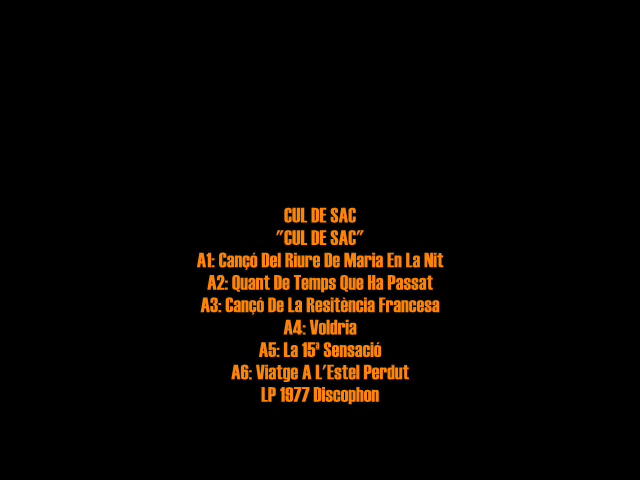 CUL DE SAC
"CUL DE SAC"
A1: Cançó Del Riure De Maria En La Nit
A2: Quant De Temps Que Ha Passat
A3: Cançó De La Resitència Francesa
A4: Voldria
A5: La 15ª Sensació
A6: Viatge A L'Estel Perdut
LP 1977 Discophon